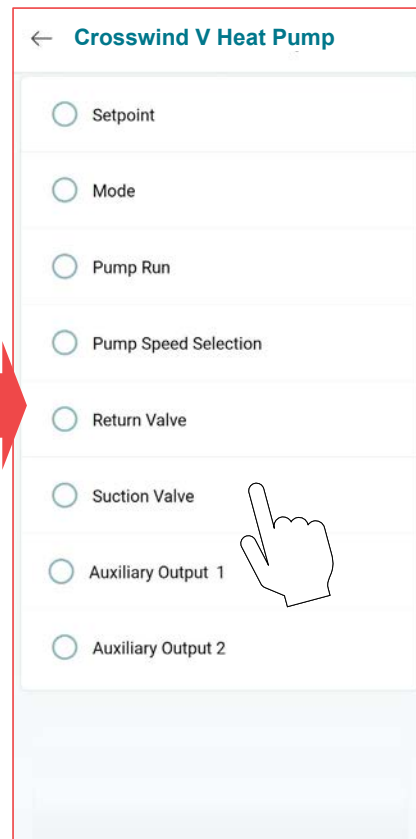 Crosswind V Heat Pump
Setpoint
Mode
Pump Run
Pump Speed Selection
Return Valve
Suction Valve
Auxiliary Output 1
Auxiliary Output 2